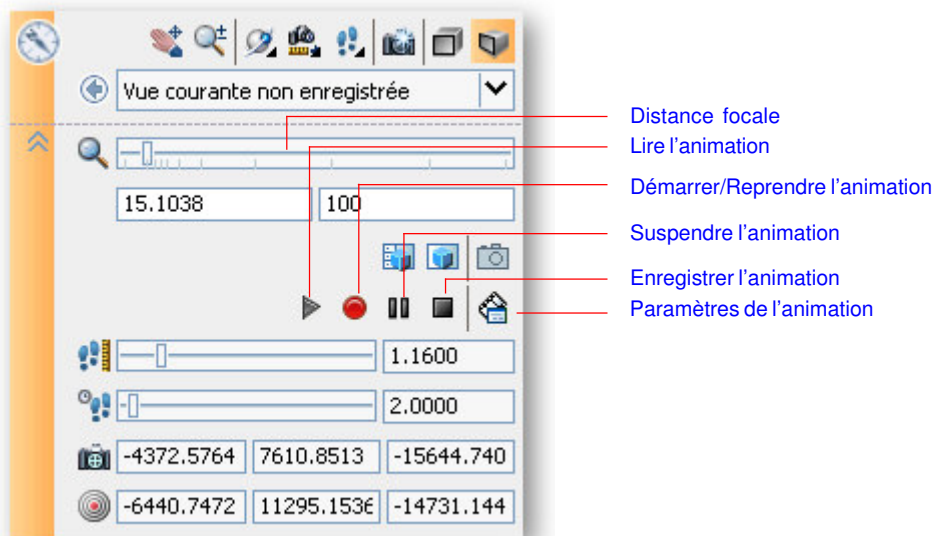 Vue courante non enregistrée
Distance focale
Lire l'animation
15.1038 100
Démarrer/Reprendre l'animation
Suspendre l'animation
Enregistrer l'animation
Paramètres de l'animation
1.1600
2.0000
-4372.5764 7610.8513 -15644.740
-6440.7472 11295.1536 -14731.144